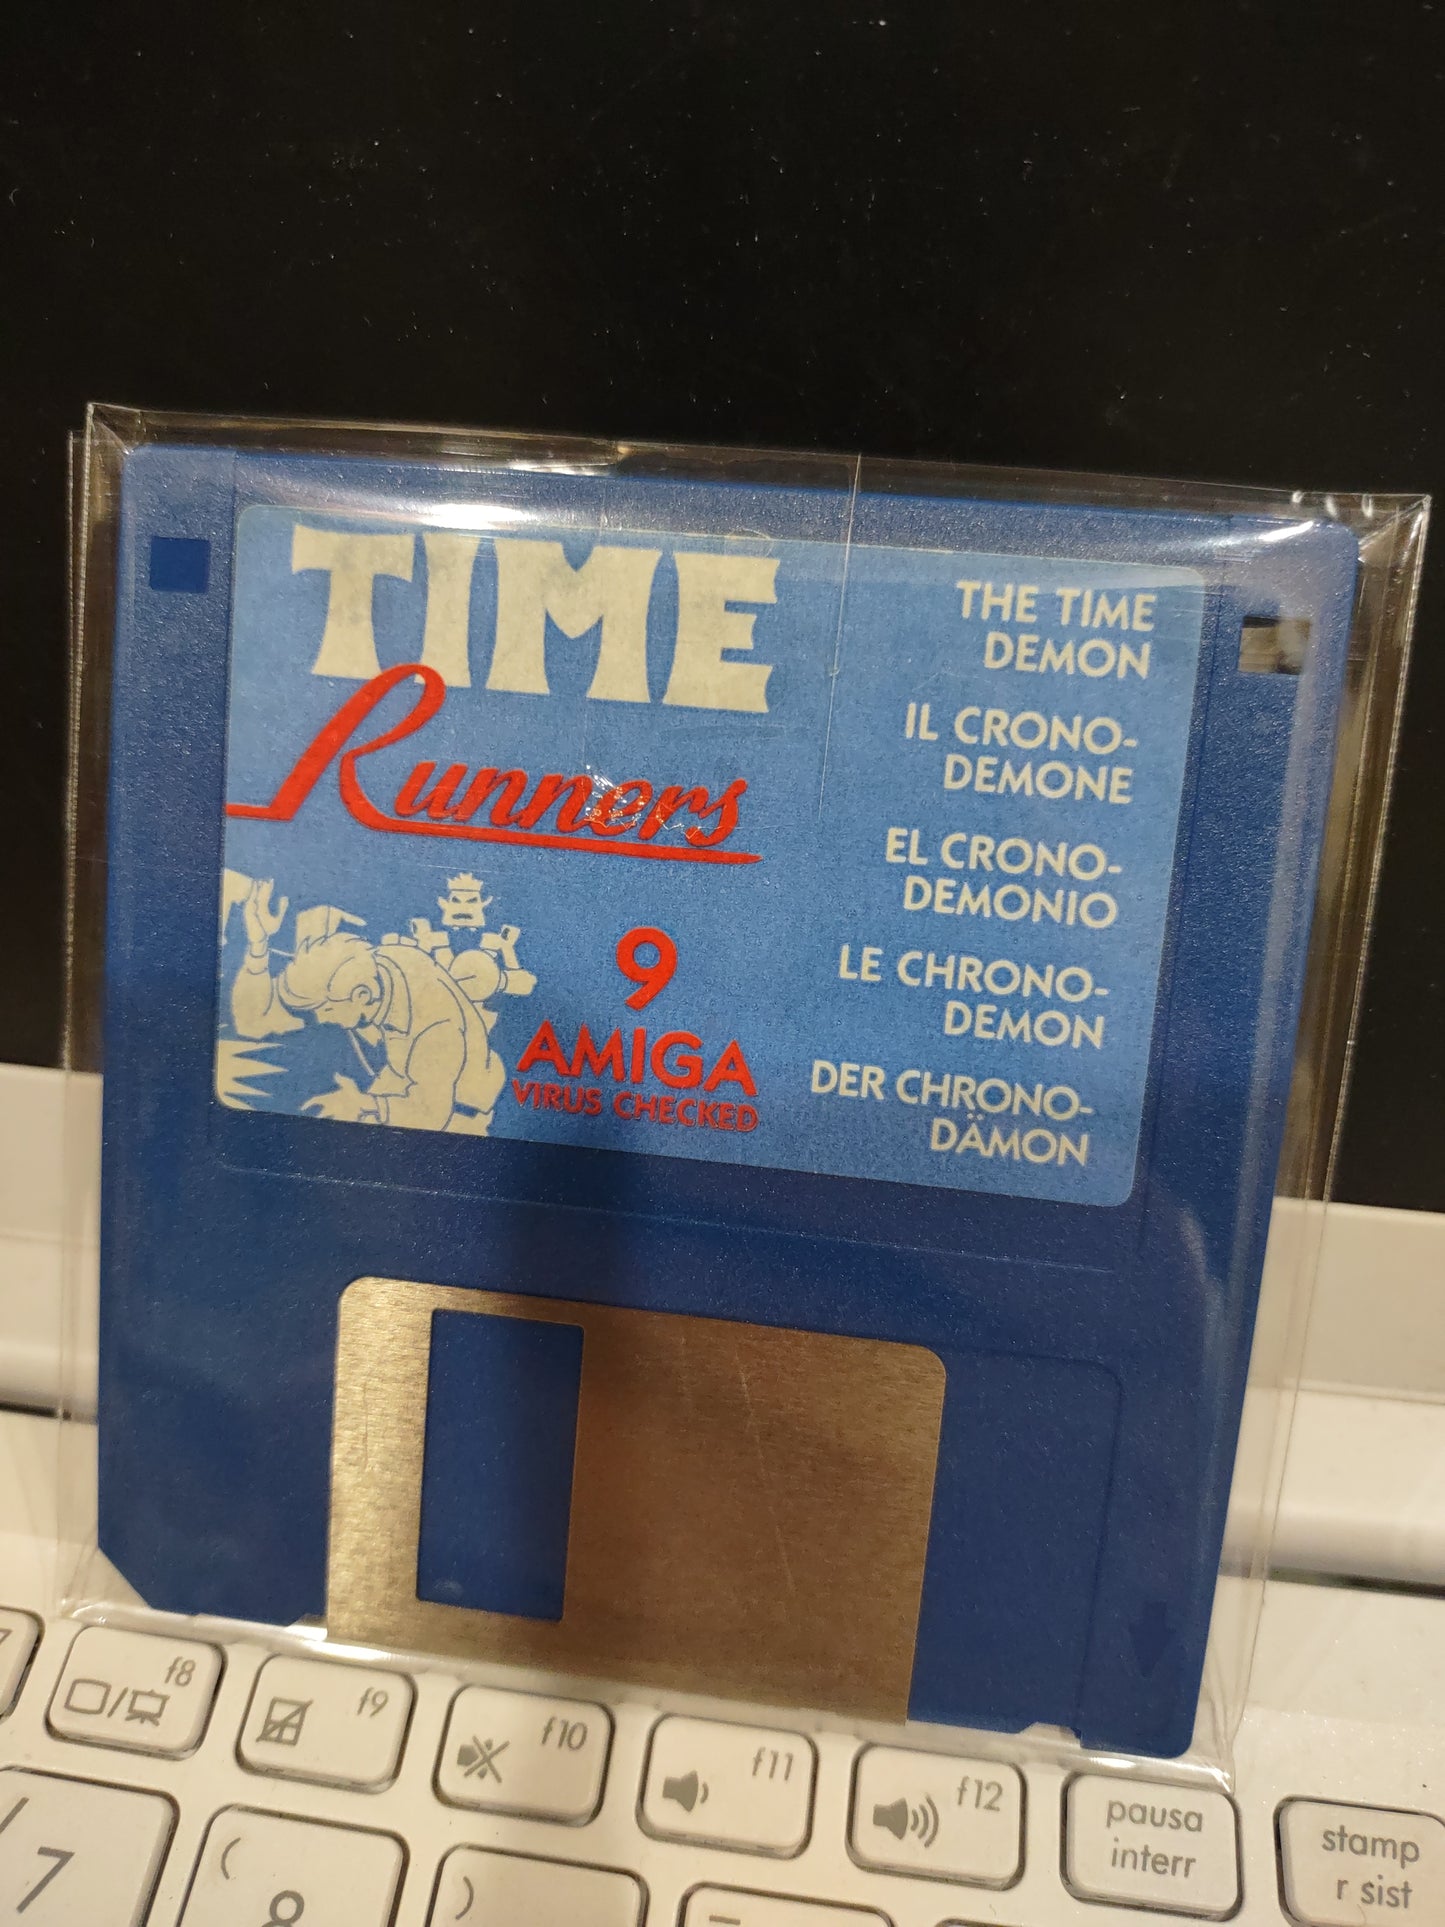 TIME
Runners
9
AMIGA
VIRUS CHECKED
THE TIME
DEMON
IL CRONO-
DEMONE
EL CRONO-
DEMONIO
LE CHRONO-
DEMON
DER CHRONO-
DÄMON
f8
f9
f10
f11
f12
pausa
interr
stamp
r sist
/
7
(
8
)